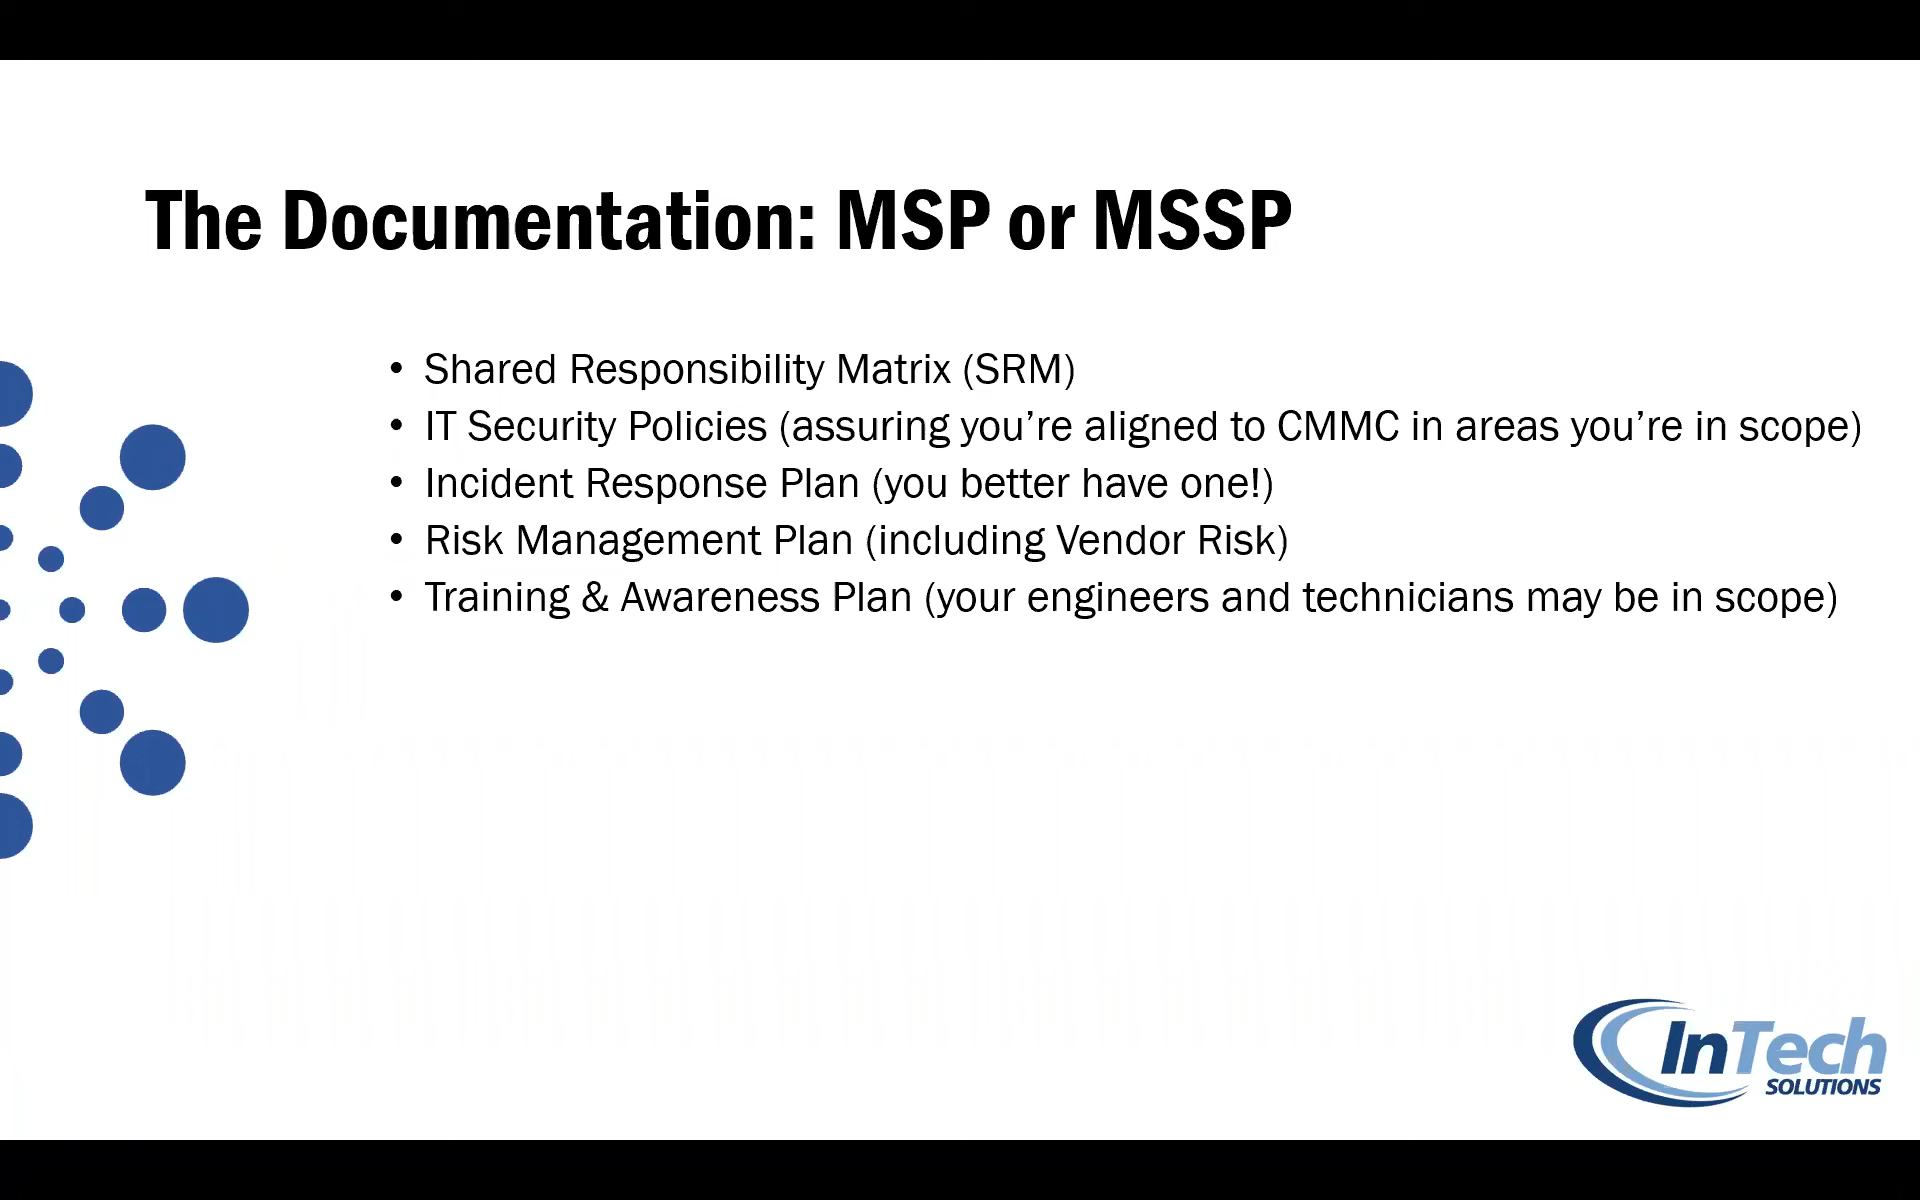 The Documentation: MSP or MSSP
• Shared Responsibility Matrix (SRM)
• IT Security Policies (assuring you’re aligned to CMMC in areas you’re in scope)
• Incident Response Plan (you better have one!)
• Risk Management Plan (including Vendor Risk)
• Training & Awareness Plan (your engineers and technicians may be in scope)
InTech
SOLUTIONS